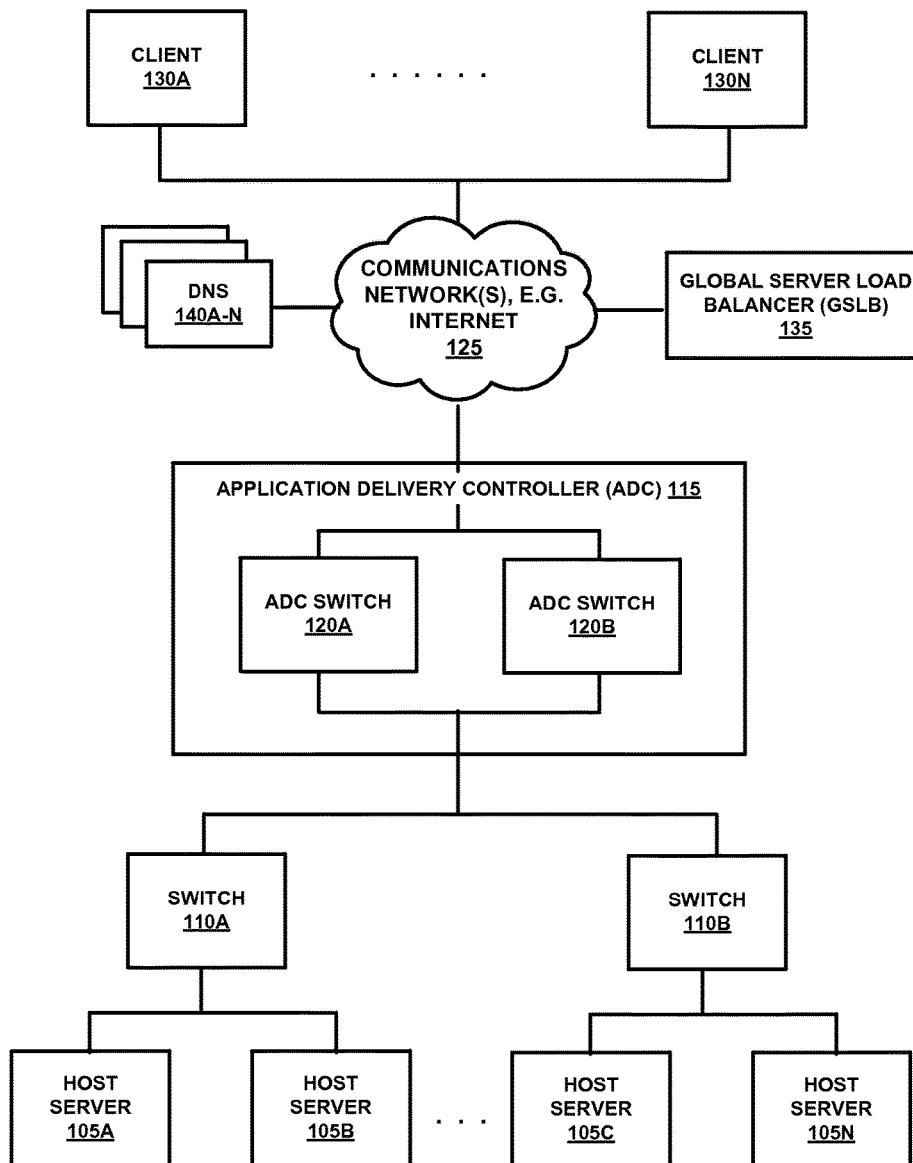 CLIENT
130A
. . . . . .
CLIENT
130N
DNS
140A-N
COMMUNICATIONS
NETWORK(S), E.G.
INTERNET
125
GLOBAL SERVER LOAD
BALANCER (GSLB)
135
APPLICATION DELIVERY CONTROLLER (ADC) 115
ADC SWITCH
120A
ADC SWITCH
120B
SWITCH
110A
SWITCH
110B
HOST
SERVER
105A
HOST
SERVER
105B
. . .
HOST
SERVER
105C
HOST
SERVER
105N